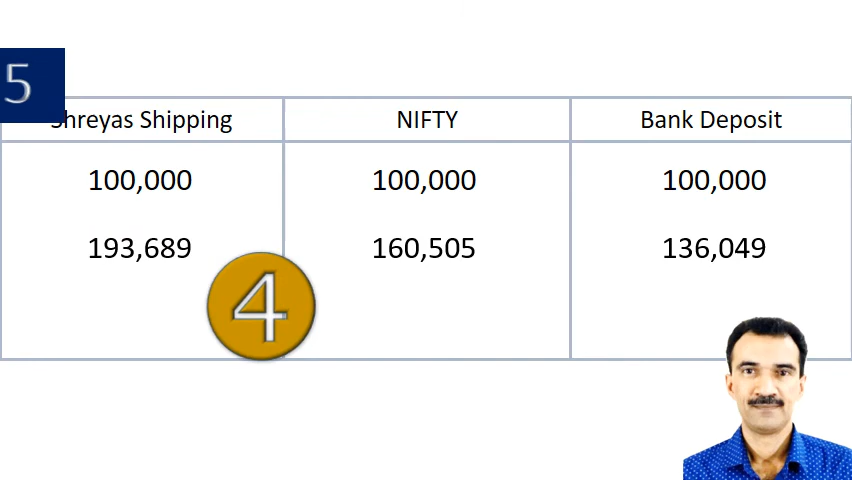 5
Shreyas Shipping NIFTY Bank Deposit
100,000 100,000 100,000
193,689 160,505 136,049
4